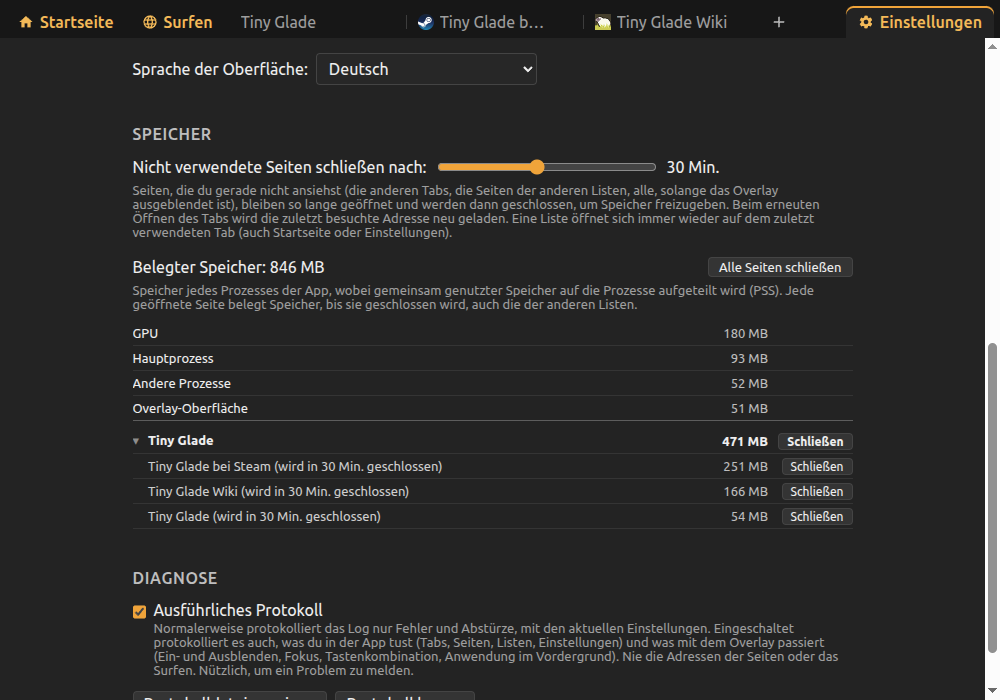 Startseite Surfen Tiny Glade Tiny Glade b… Tiny Glade Wiki + Einstellungen
Sprache der Oberfläche: Deutsch
SPEICHER
Nicht verwendete Seiten schließen nach: 30 Min.
Seiten, die du gerade nicht ansiehst (die anderen Tabs, die Seiten der anderen Listen, alle, solange das Overlay
ausgeblendet ist), bleiben so lange geöffnet und werden dann geschlossen, um Speicher freizugeben. Beim erneuten
Öffnen des Tabs wird die zuletzt besuchte Adresse neu geladen. Eine Liste öffnet sich immer wieder auf dem zuletzt
verwendeten Tab (auch Startseite oder Einstellungen).
Belegter Speicher: 846 MB Alle Seiten schließen
Speicher jedes Prozesses der App, wobei gemeinsam genutzter Speicher auf die Prozesse aufgeteilt wird (PSS). Jede
geöffnete Seite belegt Speicher, bis sie geschlossen wird, auch die der anderen Listen.
GPU 180 MB
Hauptprozess 93 MB
Andere Prozesse 52 MB
Overlay-Oberfläche 51 MB
▼ Tiny Glade 471 MB Schließen
Tiny Glade bei Steam (wird in 30 Min. geschlossen) 251 MB Schließen
Tiny Glade Wiki (wird in 30 Min. geschlossen) 166 MB Schließen
Tiny Glade (wird in 30 Min. geschlossen) 54 MB Schließen
DIAGNOSE
Ausführliches Protokoll
Normalerweise protokolliert das Log nur Fehler und Abstürze, mit den aktuellen Einstellungen. Eingeschaltet
protokolliert es auch, was du in der App tust (Tabs, Seiten, Listen, Einstellungen) und was mit dem Overlay passiert
(Ein- und Ausblenden, Fokus, Tastenkombination, Anwendung im Vordergrund). Nie die Adressen der Seiten oder das
Surfen. Nützlich, um ein Problem zu melden.